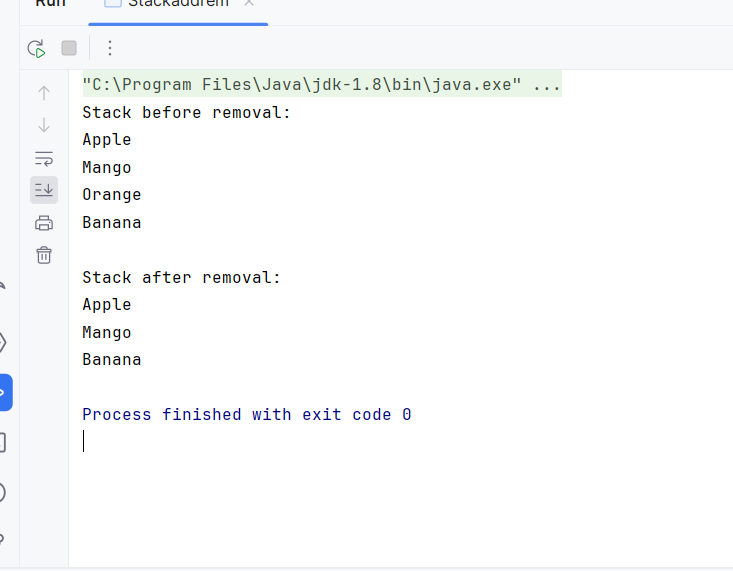 Run
Stackaddrem
"C:\Program Files\Java\jdk-1.8\bin\java.exe" ...
Stack before removal:
Apple
Mango
Orange
Banana
Stack after removal:
Apple
Mango
Banana
Process finished with exit code 0